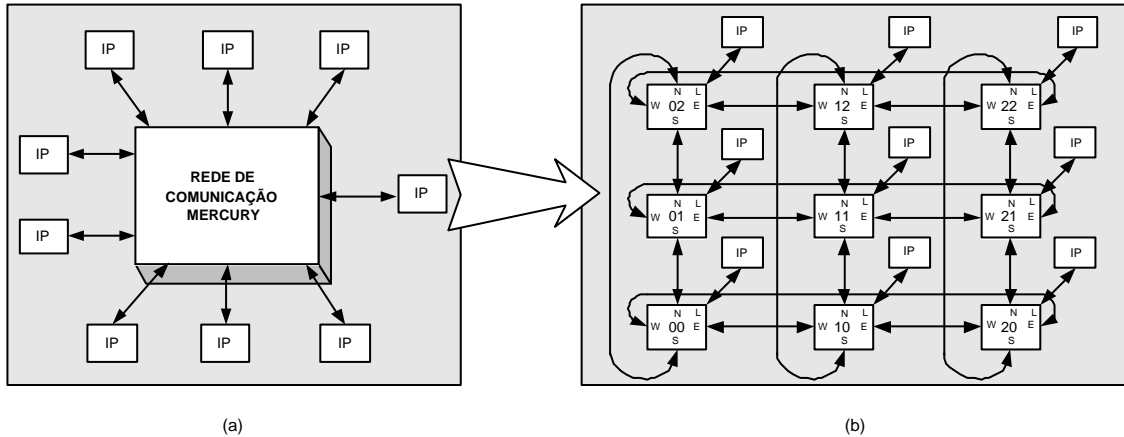 IP IP IP
IP
REDE DE
COMUNICAÇÃO
MERCURY
IP
IP
IP IP IP
(a)
IP IP IP
N L
W 02 E
S
N L
W 12 E
S
N L
W 22 E
S
IP IP IP
N L
W 01 E
S
N L
W 11 E
S
N L
W 21 E
S
IP IP IP
N L
W 00 E
S
N L
W 10 E
S
N L
W 20 E
S
(b)